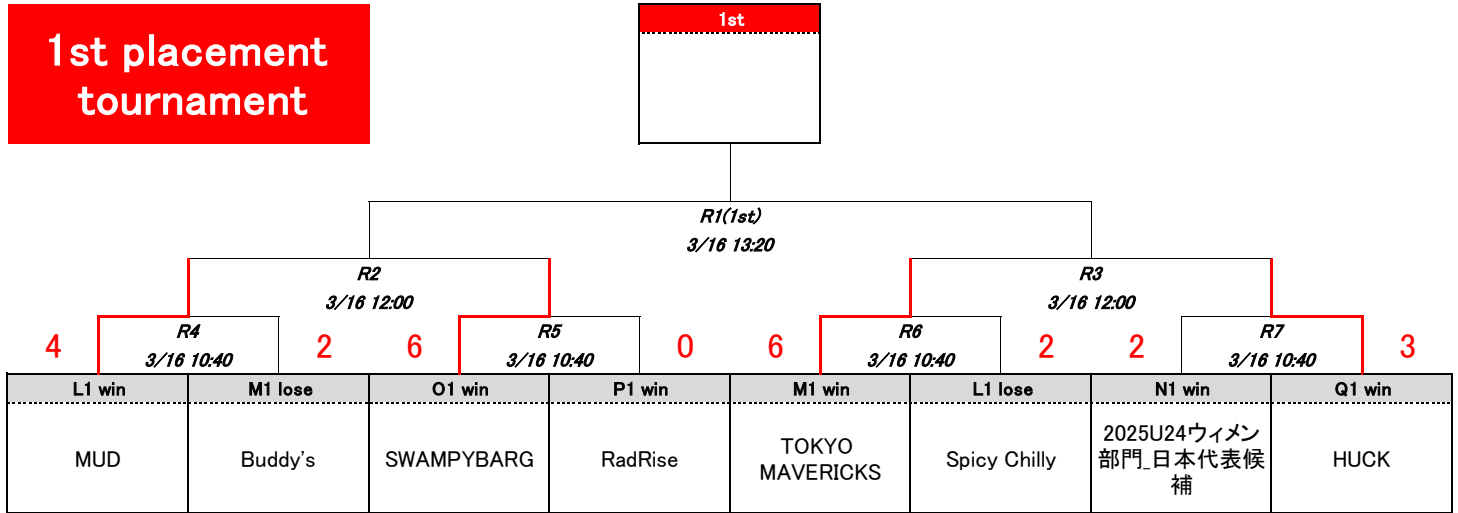 1st placement
tournament
1st
R1(1st)
3/16 13:20
R2
3/16 12:00
R3
3/16 12:00
4
R4
3/16 10:40
2
6
R5
3/16 10:40
0
6
R6
3/16 10:40
2
2
R7
3/16 10:40
3
L1 win
M1 lose
O1 win
P1 win
M1 win
L1 lose
N1 win
Q1 win
MUD
Buddy's
SWAMPYBARG
RadRise
TOKYO
MAVERICKS
Spicy Chilly
2025U24ウィメン
部門_日本代表候
補
HUCK